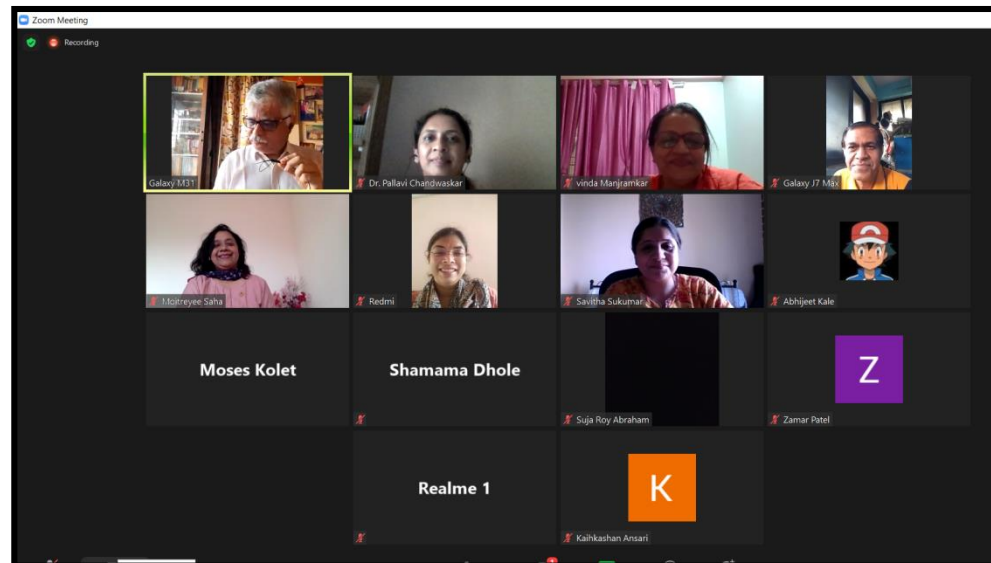 Zoom Meeting
Recording
Galaxy M31
Dr. Pallavi Chandwaskar
vinda Manjramkar
Galaxy J7 Max
Moitreyee Saha
Redmi
Savitha Sukumar
Abhijeet Kale
Moses Kolet
Shamama Dhole
Suja Roy Abraham
Z
Zamar Patel
Realme 1
K
Kaihkashan Ansari